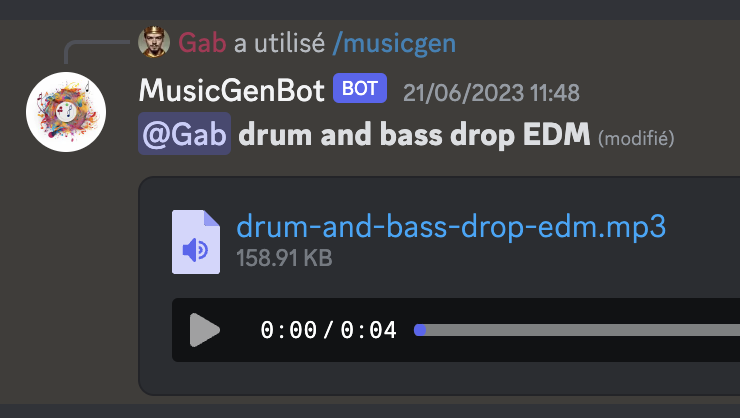 Gab a utilisé /musicgen
MusicGenBot BOT 21/06/2023 11:48
@Gab drum and bass drop EDM (modifié)
drum-and-bass-drop-edm.mp3
158.91 KB
0:00 / 0:04